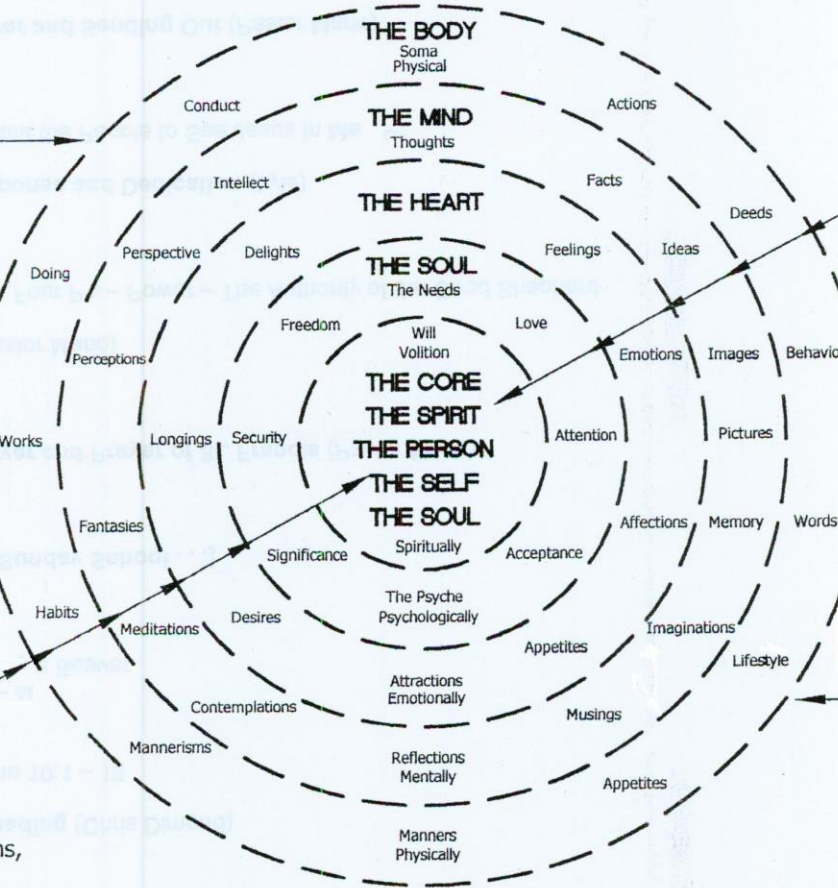 THE BODY
Soma
Physical
Conduct
Actions
THE MIND
Thoughts
Intellect
Facts
THE HEART
Deeds
Perspective
Delights
Feelings
Ideas
Doing
THE SOUL
The Needs
Freedom
Will
Volition
Love
Perceptions
Emotions
Images
Behavio
THE CORE
THE SPIRIT
Works
Longings
Security
THE PERSON
Attention
Pictures
THE SELF
THE SOUL
Fantasies
Affections
Memory
Words
Significance
Spiritually
Acceptance
The Psyche
Psychologically
Habits
Meditations
Desires
Appetites
Imaginations
Lifestyle
Attractions
Emotionally
Contemplations
Musings
Mannerisms
Reflections
Mentally
Appetites
Manners
Physically
ns,